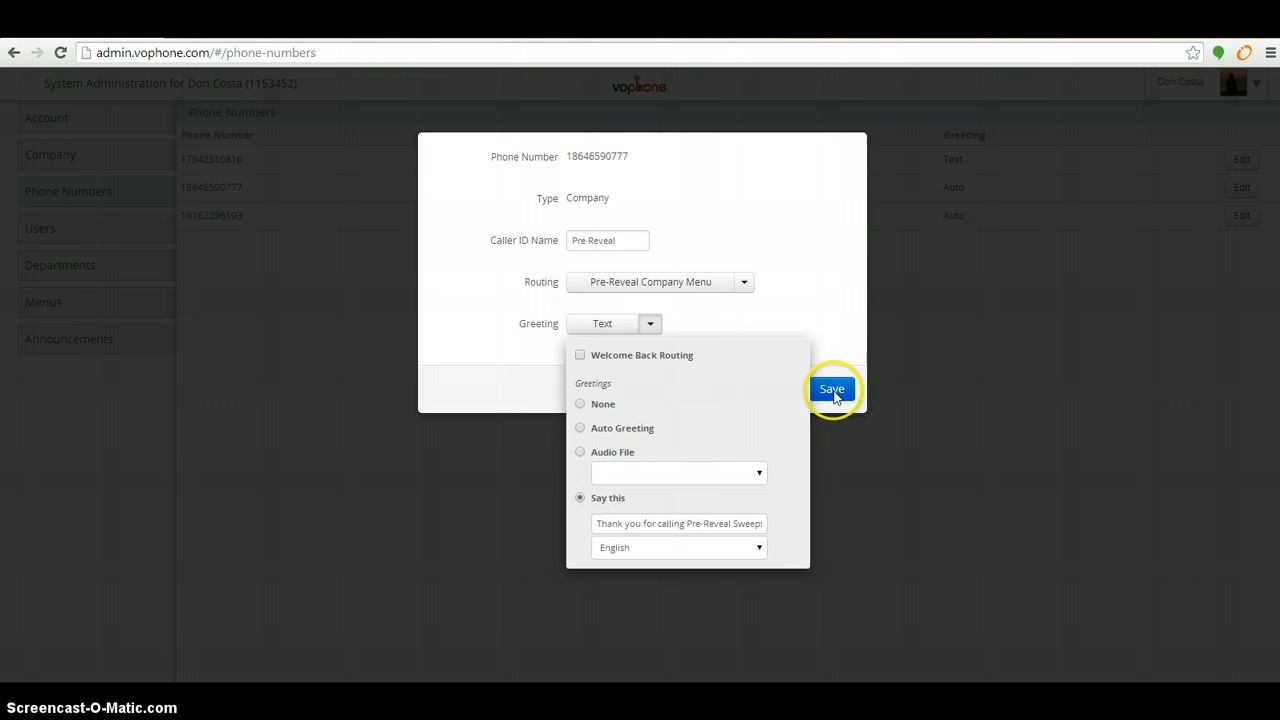 admin.vophone.com/#/phone-numbers
System Administration for Don Costa (1153452)
vophone
Don Costa
Account
Company
Phone Numbers
Users
Departments
Menus
Announcements
Phone Numbers
Phone Number
Greeting
17042510816
Text
Edit
18646590777
Auto
Edit
19162296193
Auto
Edit
Phone Number 18646590777
Type Company
Caller ID Name Pre Reveal
Routing Pre-Reveal Company Menu
Greeting Text
Welcome Back Routing
Greetings
None
Auto Greeting
Audio File
Say this
Thank you for calling Pre-Reveal Sweeps
English
Save
Screencast-O-Matic.com